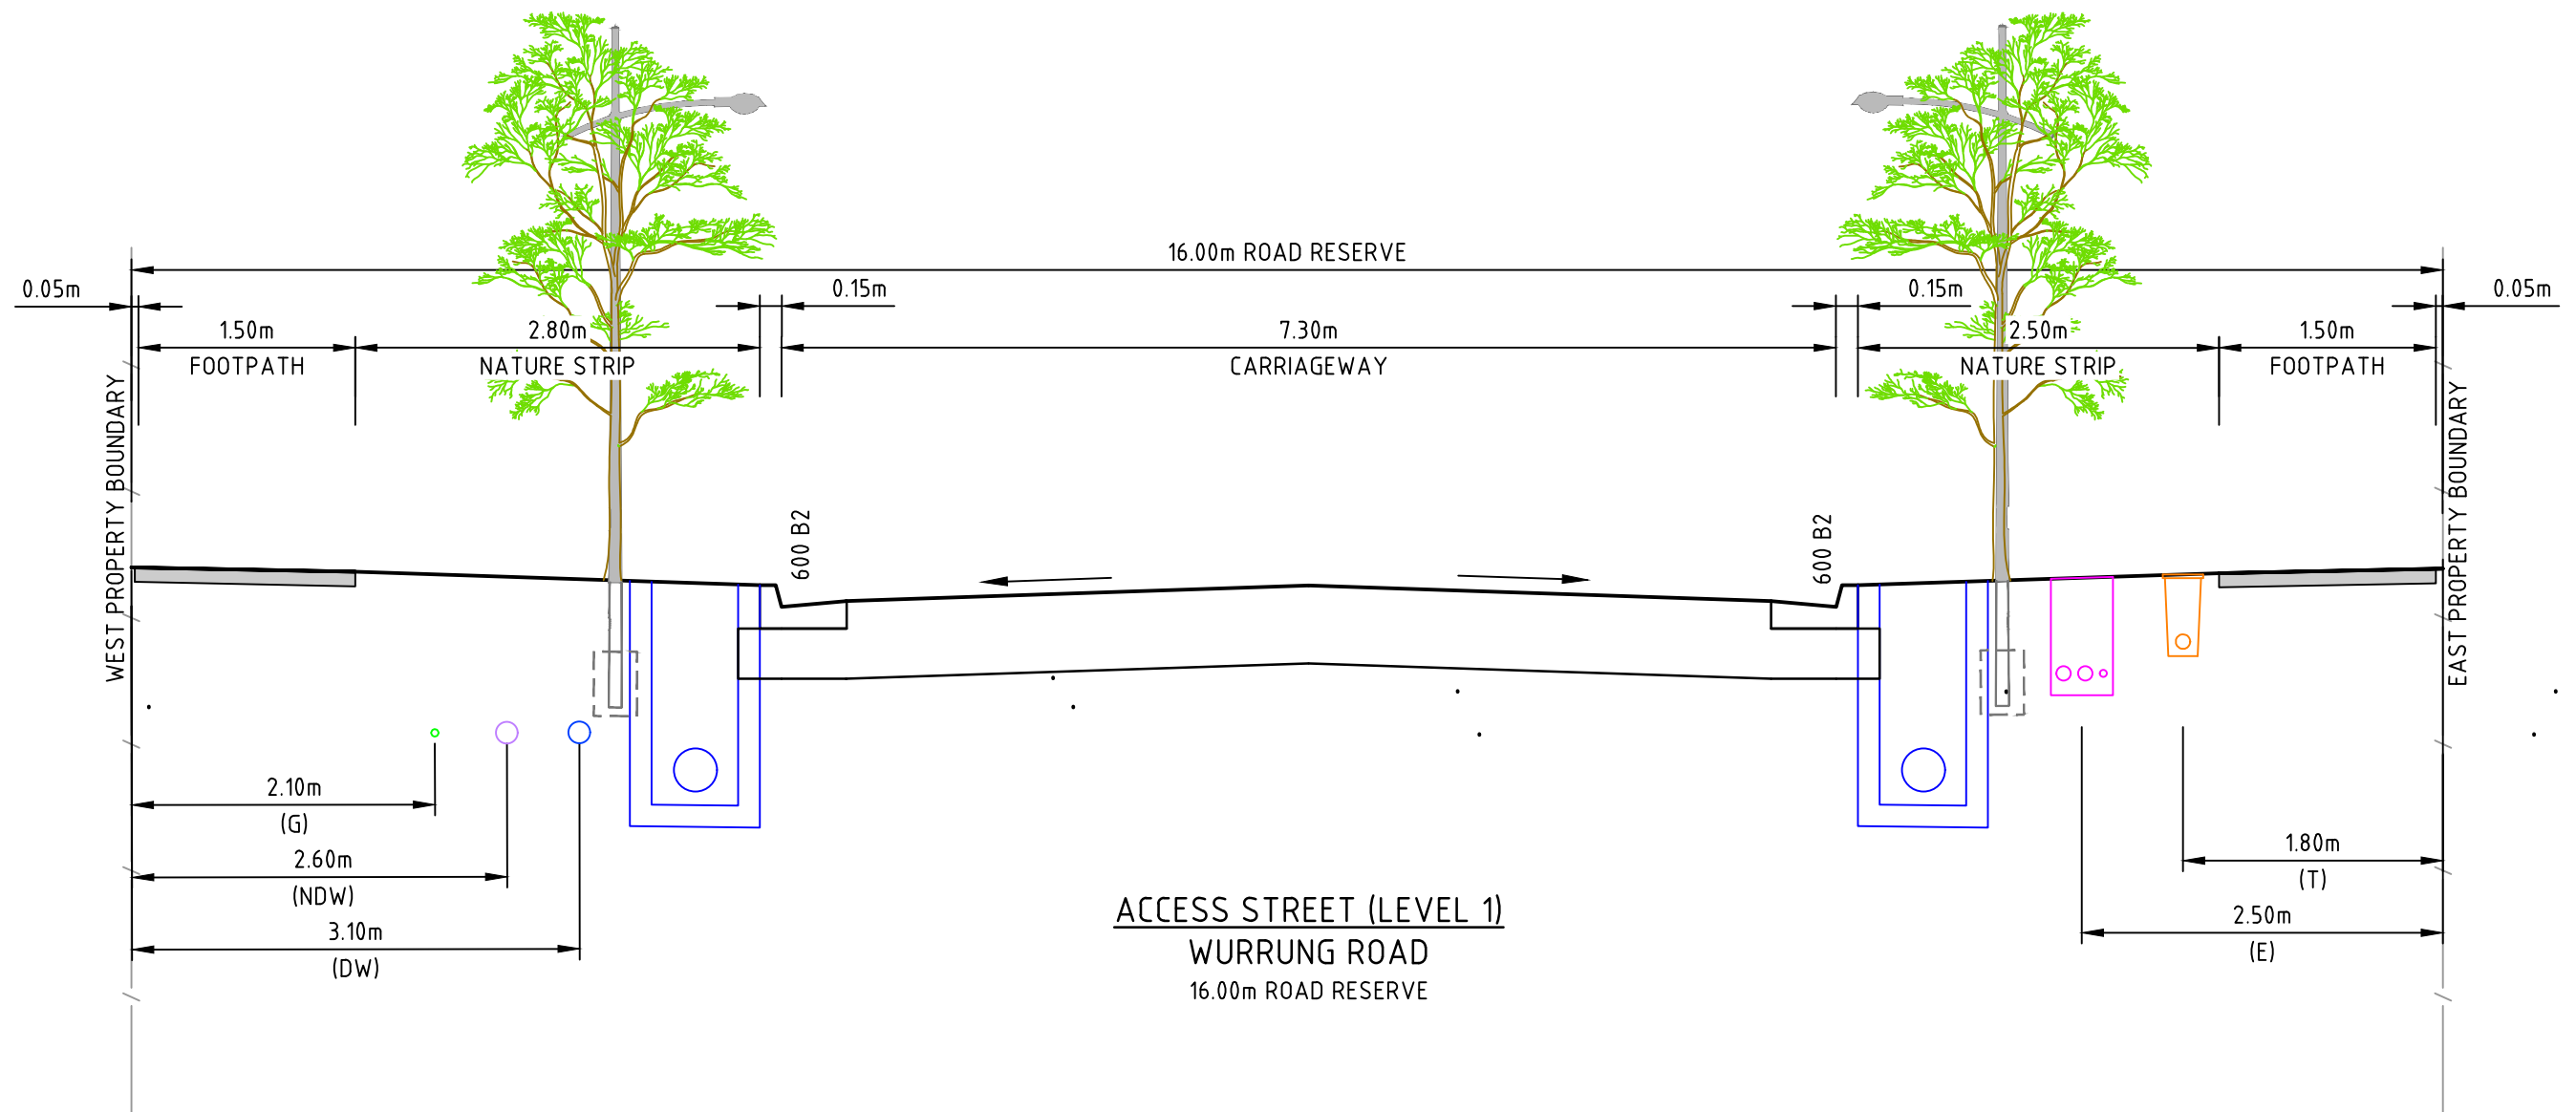 16.00m ROAD RESERVE
0.05m
0.15m
0.15m
0.05m
1.50m
FOOTPATH
2.80m
NATURE STRIP
7.30m
CARRIAGEWAY
2.50m
NATURE STRIP
1.50m
FOOTPATH
WEST PROPERTY BOUNDARY
600 B2
600 B2
EAST PROPERTY BOUNDARY
2.10m
(G)
2.60m
(NDW)
3.10m
(DW)
1.80m
(T)
2.50m
(E)
ACCESS STREET (LEVEL 1)
WURRUNG ROAD
16.00m ROAD RESERVE